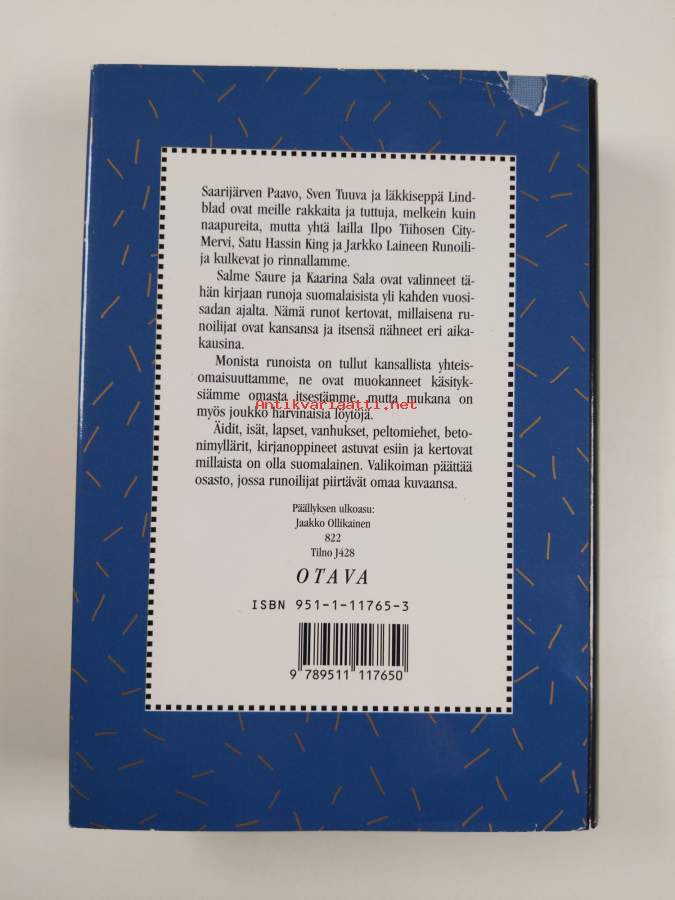 Saarijärven Paavo, Sven Tuuva ja läkkiseppä Lind-
blad ovat meille rakkaita ja tuttuja, melkein kuin
naapureita, mutta yhtä lailla Ilpo Tiihosen City-
Mervi, Satu Hassin King ja Jarkko Laineen Runoili-
ja kulkevat jo rinnallamme.
Salme Saure ja Kaarina Sala ovat valinneet tä-
hän kirjaan runoja suomalaisista yli kahden vuosi-
sadan ajalta. Nämä runot kertovat, millaisena ru-
noilijat ovat kansansa ja itsensä nähneet eri aika-
kausina.
Monista runoista on tullut kansallista yhteis-
omaisuuttamme, ne ovat muokanneet käsityk-
siämme omasta itsestämme, mutta mukana on
Antikvariaatti.net
myös joukko harvinaisia löytöjä.
Äidit, isät, lapset, vanhukset, peltomiehet, beto-
nimyllärit, kirjanoppineet astuvat esiin ja kertovat
millaista on olla suomalainen. Valikoiman päättää
osasto, jossa runoilijat piirtävät omaa kuvaansa.
Päällyksen ulkoasu:
Jaakko Ollikainen
822
Tilno J428
OTAVA
ISBN 951-1-11765-3
9 789511 117650